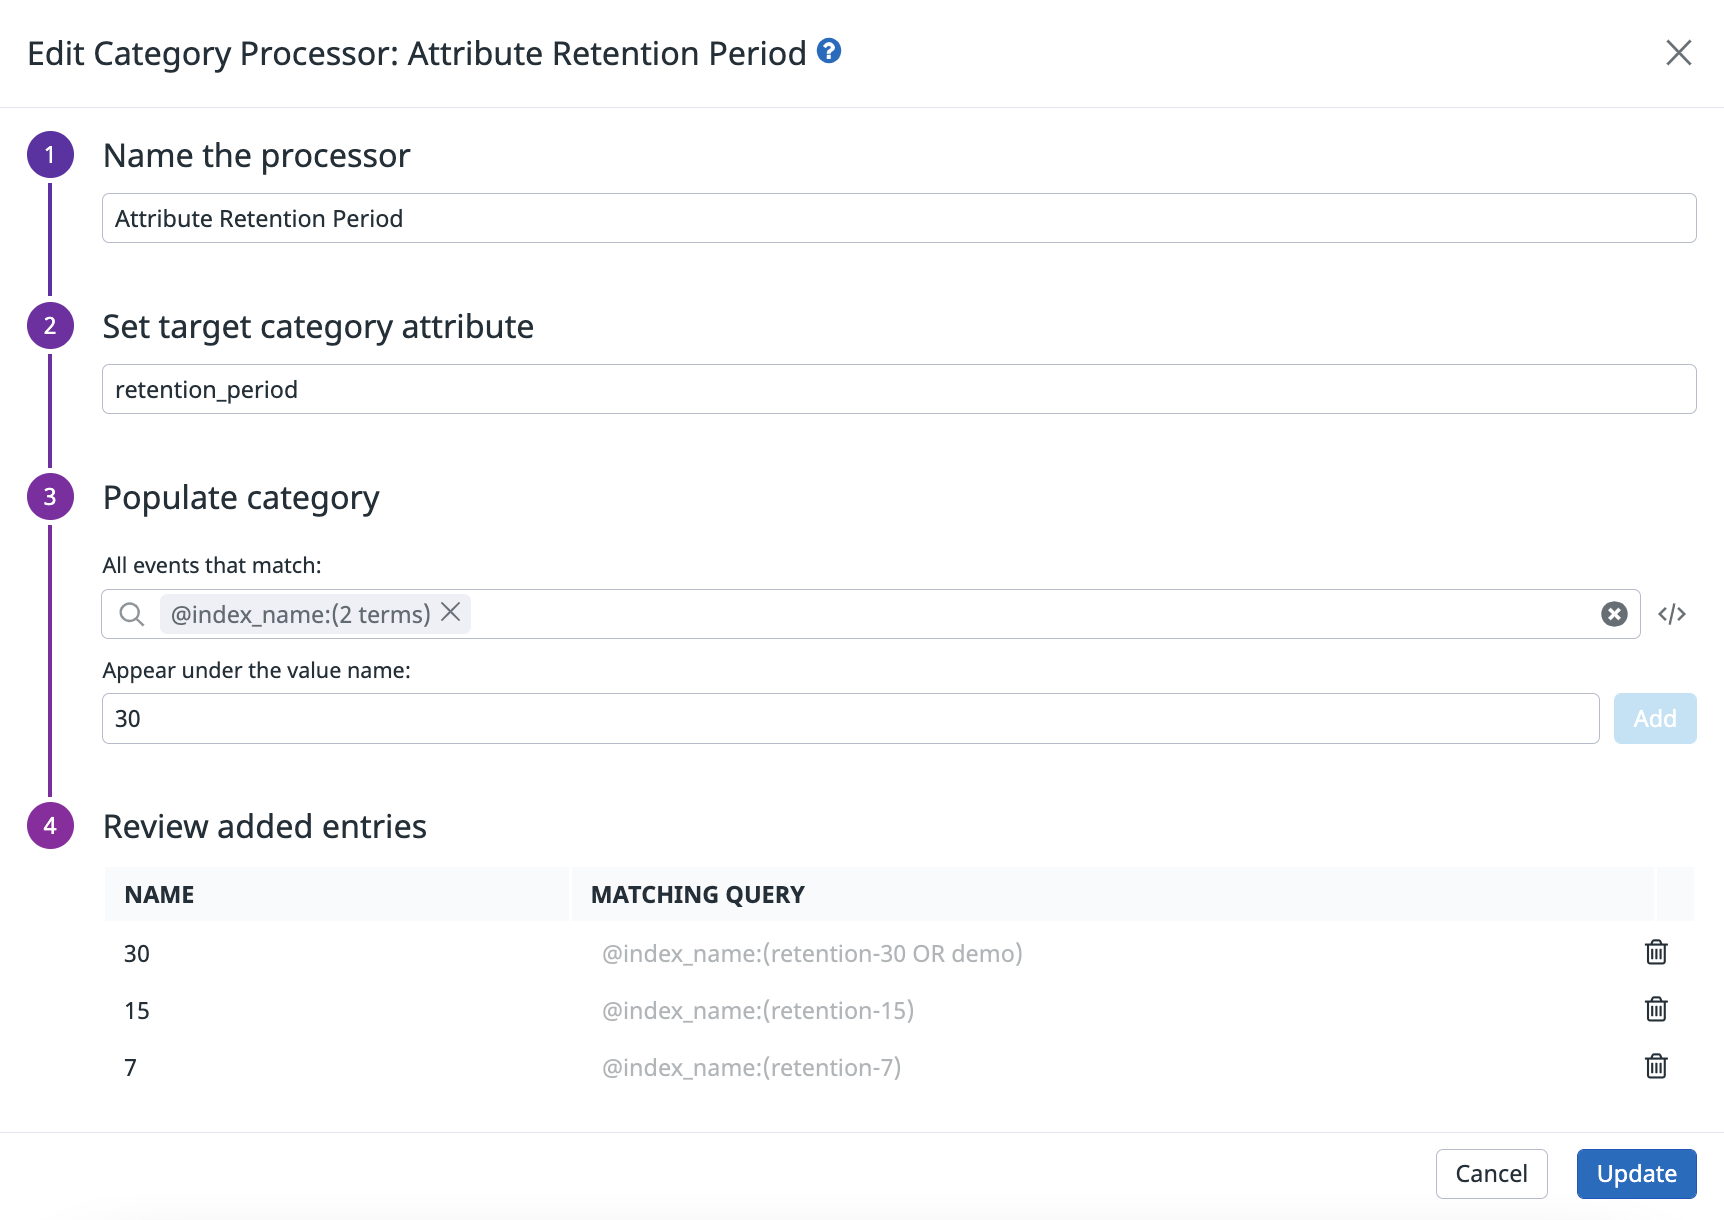 Edit Category Processor: Attribute Retention Period ?
1 Name the processor
Attribute Retention Period
2 Set target category attribute
retention_period
3 Populate category
All events that match:
@index_name:(2 terms)
Appear under the value name:
30 Add
4 Review added entries
NAME MATCHING QUERY
30 @index_name:(retention-30 OR demo)
15 @index_name:(retention-15)
7 @index_name:(retention-7)
Cancel Update